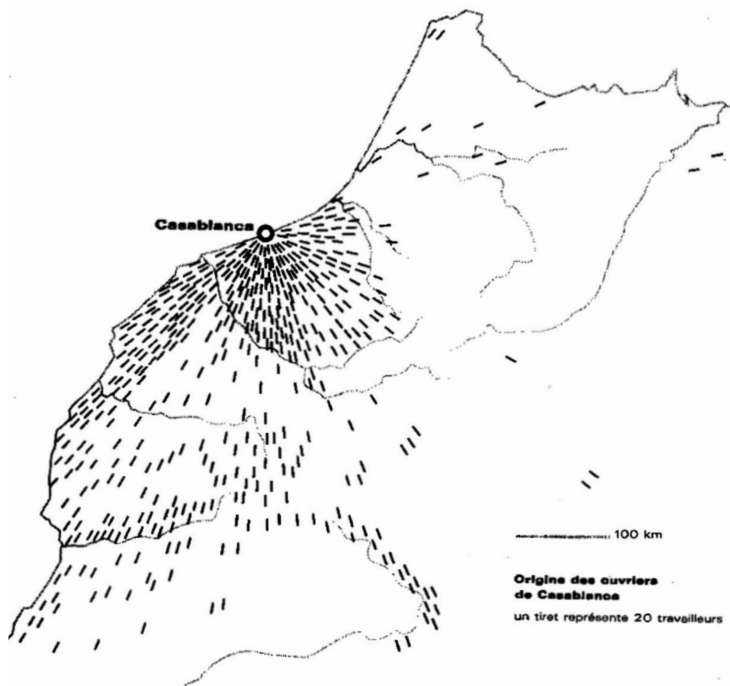 Casablanca
100 km
Origine des ouvriers
de Casablanca
un tiret représente 20 travailleurs